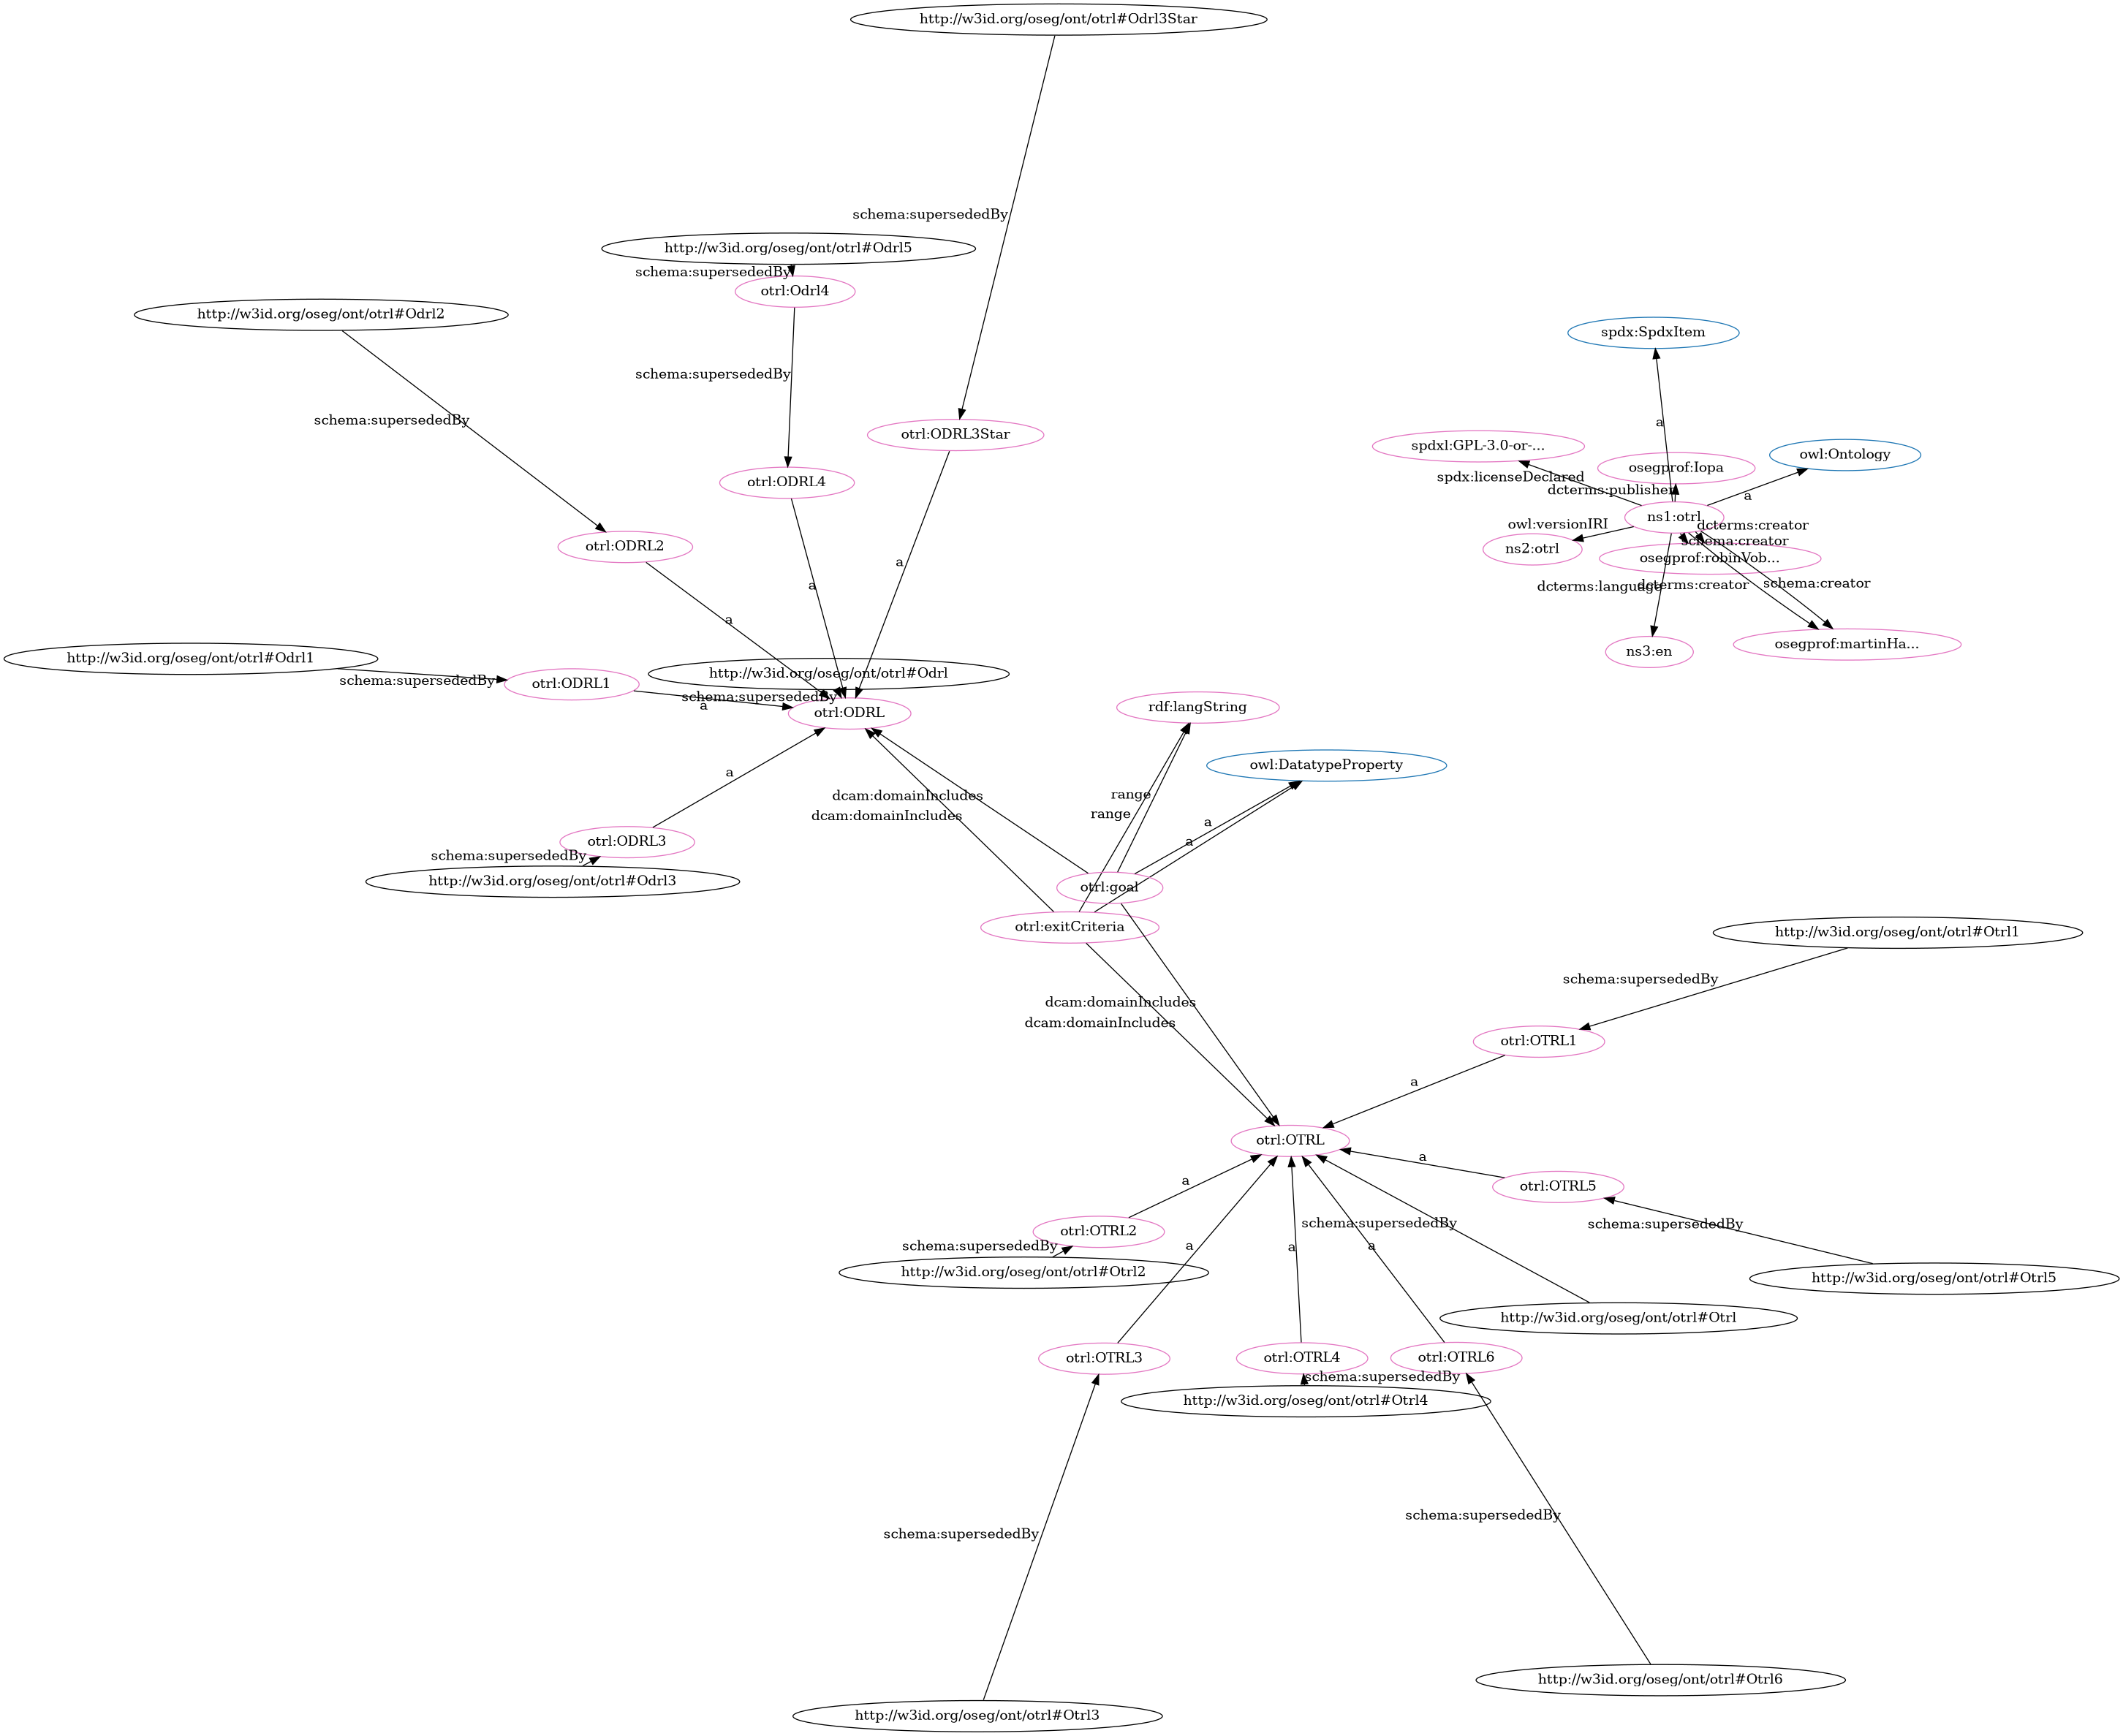 http://w3id.org/oseg/ont/otrl#Odrl3Star
schema:supersededBy
http://w3id.org/oseg/ont/otrl#Odrl5
schema:supersededBy
otrl:Odrl4
http://w3id.org/oseg/ont/otrl#Odrl2
spdx:SpdxItem
schema:supersededBy
schema:supersededBy
a
otrl:ODRL3Star
spdxl:GPL-3.0-or-...
owl:Ontology
osegprof:Iopa
spdx:licenseDeclared
otrl:ODRL4
dcterms:publisher
a
ns1:otrl
owl:versionIRI
dcterms:creator
schema:creator
otrl:ODRL2
ns2:otrl
osegprof:robinVob...
a
a
dcterms:language
dcterms:creator
schema:creator
a
osegprof:martinHa...
ns3:en
http://w3id.org/oseg/ont/otrl#Odrl1
http://w3id.org/oseg/ont/otrl#Odrl
schema:supersededBy
otrl:ODRL1
schema:supersededBy
a
otrl:ODRL
rdf:langString
owl:DatatypeProperty
a
dcam:domainIncludes
range
dcam:domainIncludes
range
a
a
otrl:ODRL3
schema:supersededBy
http://w3id.org/oseg/ont/otrl#Odrl3
otrl:goal
otrl:exitCriteria
http://w3id.org/oseg/ont/otrl#Otrl1
schema:supersededBy
dcam:domainIncludes
dcam:domainIncludes
otrl:OTRL1
a
otrl:OTRL
a
a
otrl:OTRL5
otrl:OTRL2
schema:supersededBy
schema:supersededBy
schema:supersededBy
a
a
a
http://w3id.org/oseg/ont/otrl#Otrl2
http://w3id.org/oseg/ont/otrl#Otrl5
http://w3id.org/oseg/ont/otrl#Otrl
otrl:OTRL3
otrl:OTRL4
otrl:OTRL6
schema:supersededBy
http://w3id.org/oseg/ont/otrl#Otrl4
schema:supersededBy
schema:supersededBy
http://w3id.org/oseg/ont/otrl#Otrl6
http://w3id.org/oseg/ont/otrl#Otrl3